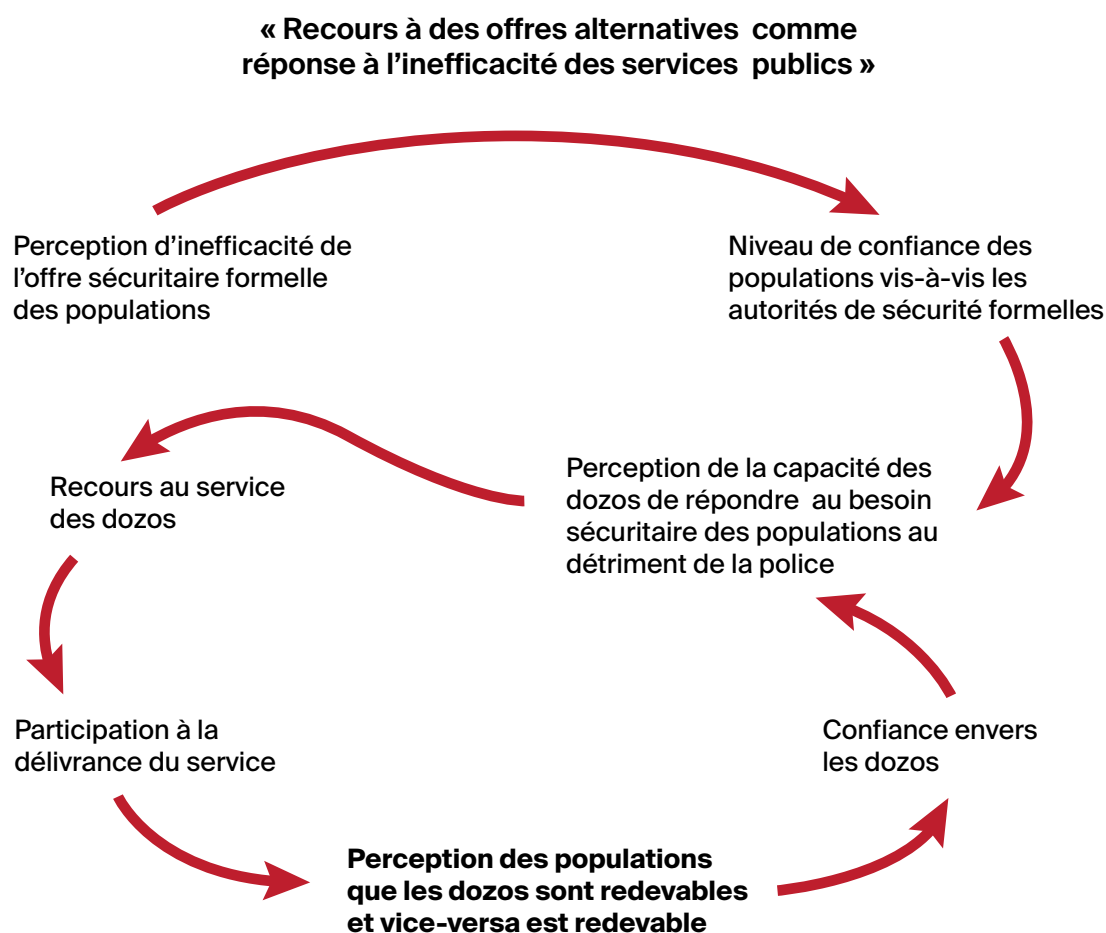 « Recours à des offres alternatives comme
réponse à l’inefficacité des services publics »
Perception d’inefficacité de
l’offre sécuritaire formelle
des populations
Niveau de confiance des
populations vis-à-vis les
autorités de sécurité formelles
Recours au service
des dozos
Perception de la capacité des
dozos de répondre au besoin
sécuritaire des populations au
détriment de la police
Participation à la
délivrance du service
Confiance envers
les dozos
Perception des populations
que les dozos sont redevables
et vice-versa est redevable